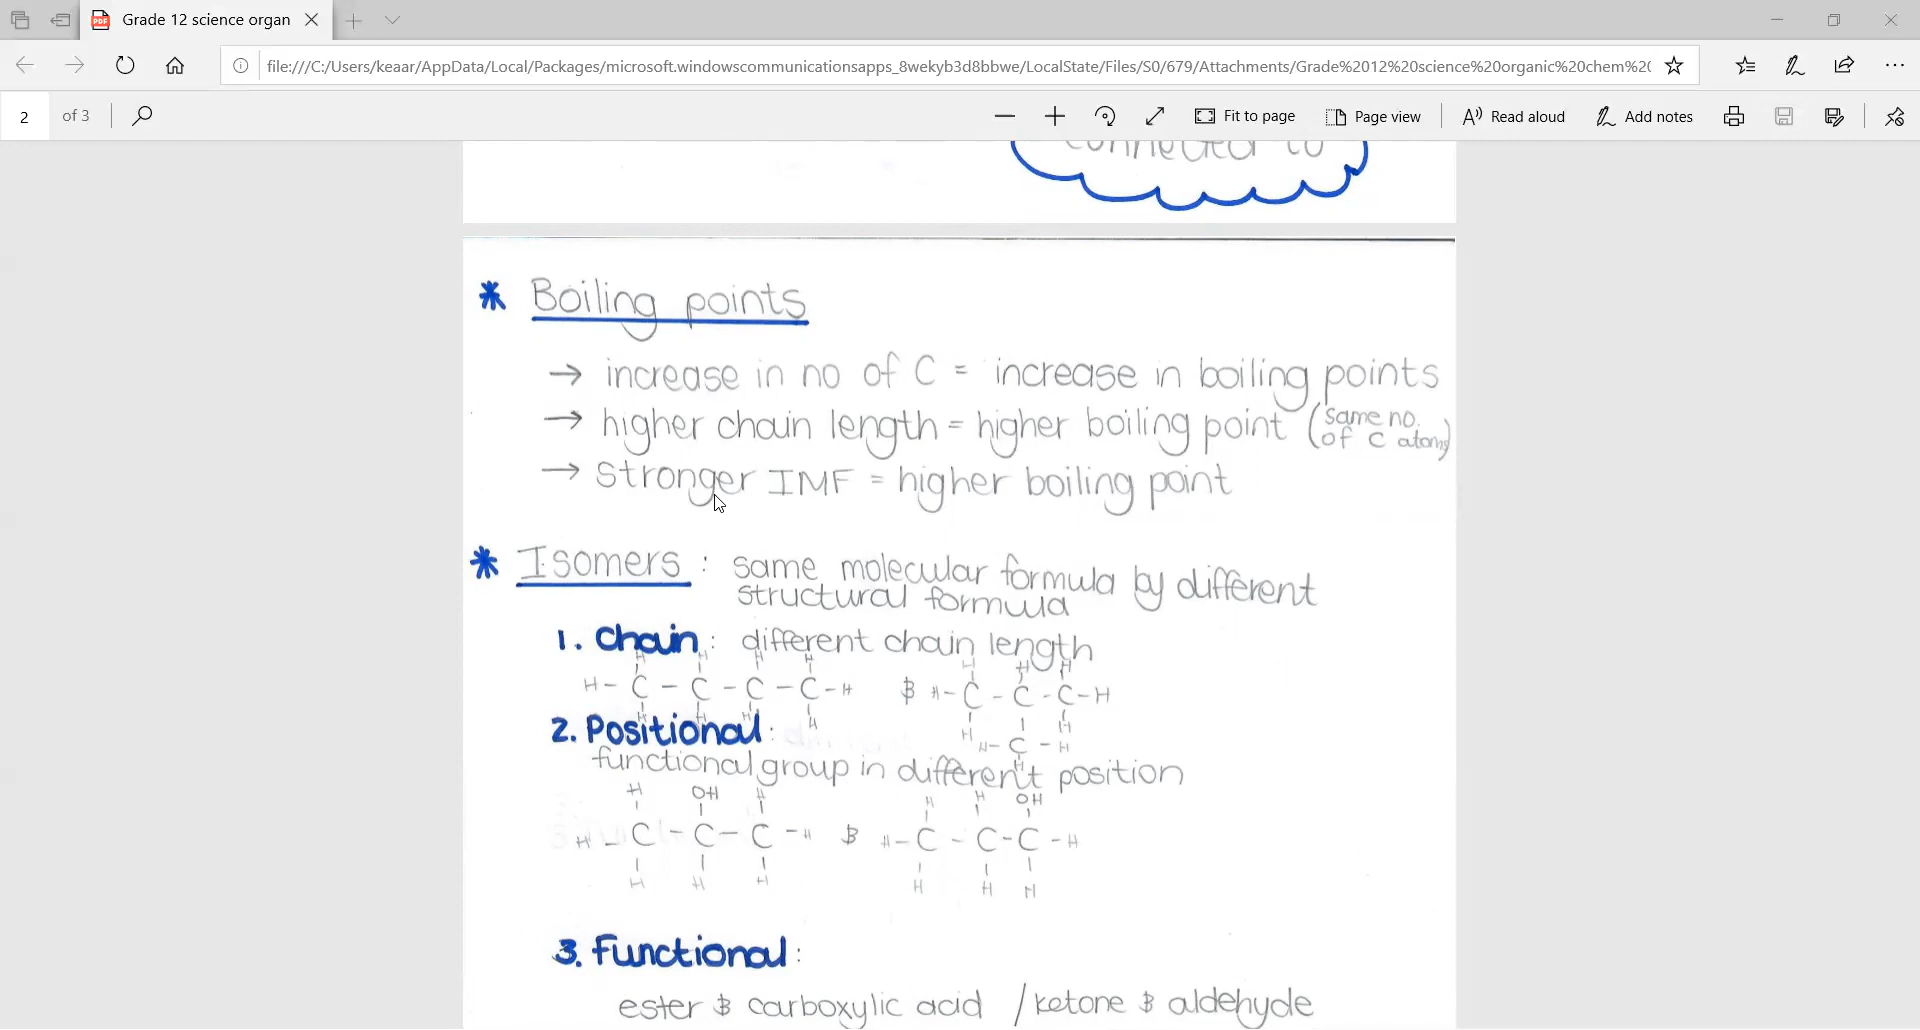 Grade 12 science organ
file:///C:/Users/keaar/AppData/Local/Packages/microsoft.windowscommunicationsapps_8wekyb3d8bbwe/LocalState/Files/S0/679/Attachments/Grade%2012%20science%20organic%20chem%2(
2 of 3 Fit to page Page view Read aloud Add notes
connected to
* Boiling points
→ increase in no of C = increase in boiling points
→ higher chain length = higher boiling point (same no. of C atoms)
→ Stronger IMF = higher boiling point
* Isomers : same molecular formula by different
structural formula
1. Chain : different chain length
H H H H H H H
H - C - C - C - C - H & H - C - C - C - H
H H H H H H
H - C - H
H
2. Positional :
functional group in different position
H OH H H H OH
H - C - C - C - H & H - C - C - C - H
H H H H H H
3. Functional :
ester & carboxylic acid / ketone & aldehyde